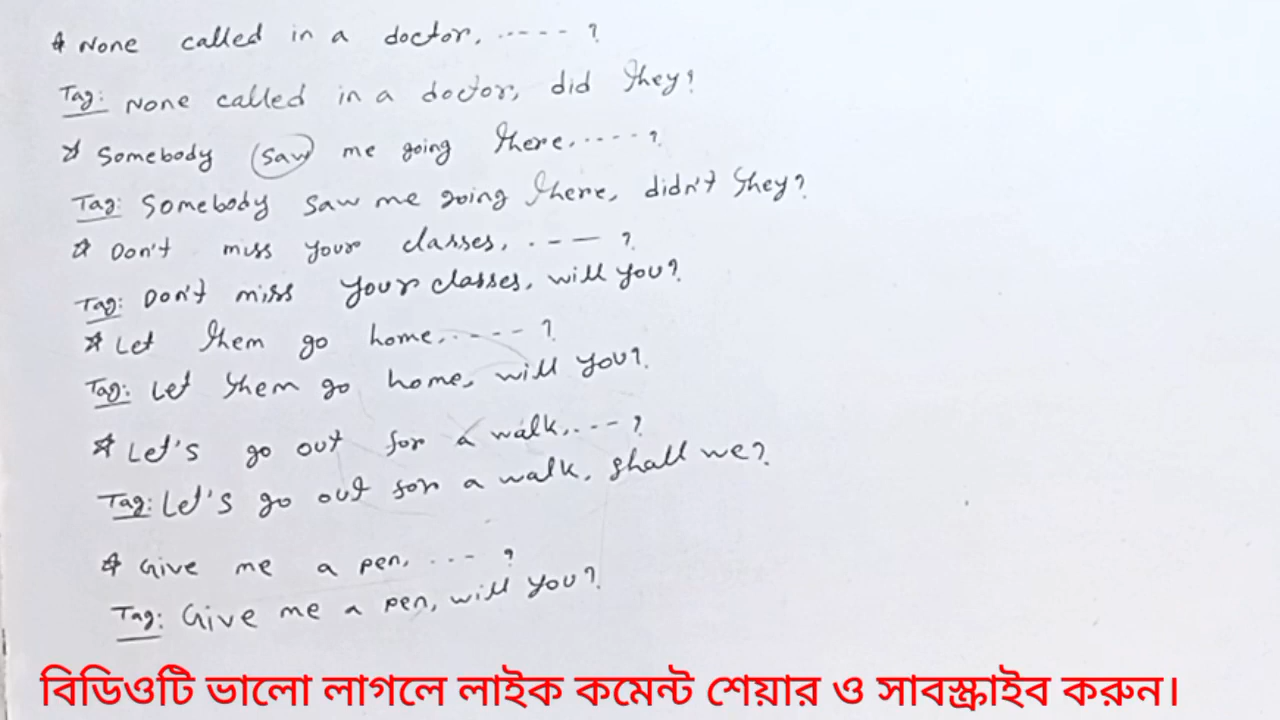 ☆ None called in a doctor, ----- ?
Tag: None called in a doctor, did they?
☆ Somebody saw me going there, ----- ?
Tag: Somebody saw me going there, didn't they?
☆ Don't miss your classes, --- ?
Tag: Don't miss your classes, will you?
☆ Let them go home, ---- ?
Tag: Let them go home, will you?
☆ Let's go out for a walk, --- ?
Tag: Let's go out for a walk, shall we?
☆ Give me a pen, --- ?
Tag: Give me a pen, will you?
বিডিওটি ভালো লাগলে লাইক কমেন্ট শেয়ার ও সাবস্ক্রাইব করুন।